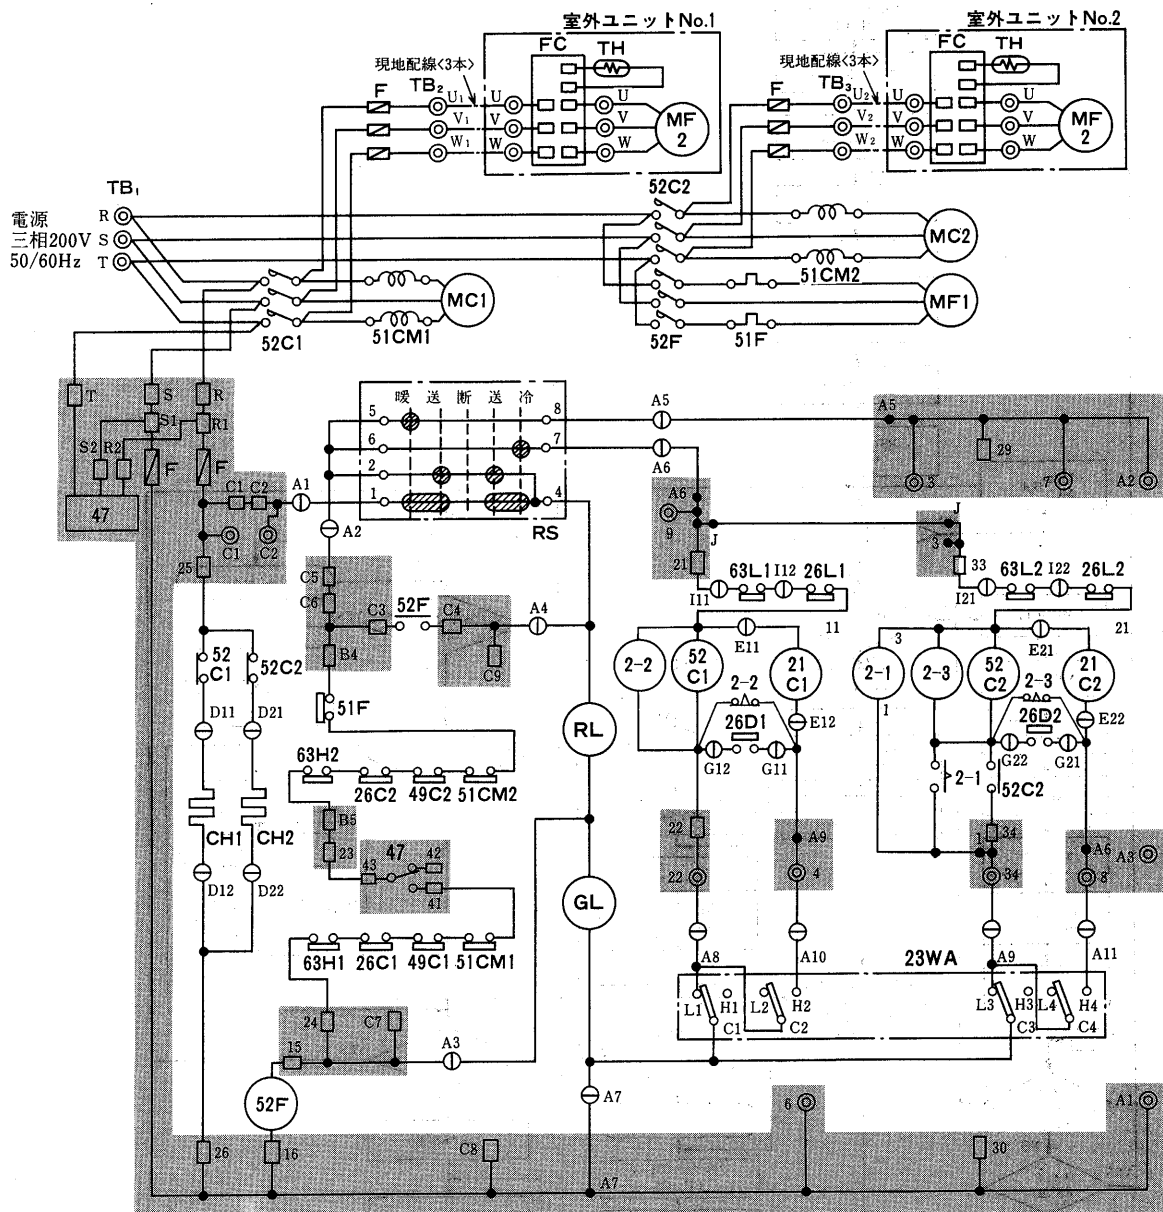 室外ユニットNo.1
室外ユニットNo.2
FC
TH
FC
TH
現地配線<3本>
現地配線<3本>
F
TB₂
U₁
U
U
V₁
V
V
W₁
W
W
MF
2
F
TB₃
U₂
U
U
V₂
V
V
W₂
W
W
MF
2
TB₁
52C2
電源
三相200V
50/60Hz
R
S
T
MC2
51CM2
MC1
MF1
52C1
51CM1
52F
51F
T
S
R
S1
R1
S2
R2
F
F
47
暖
送
断
送
冷
5
8
6
7
2
1
4
RS
A5
A6
A5
3
29
7
A2
C1
C2
A1
C1
C2
A2
25
A6
9
J
21
J
3
33
C5
C6
C3
52F
C4
A4
C9
B4
I11
63L1
I12
26L1
I21
63L2
I22
26L2
11
21
52
C1
52C2
51F
2-2
52
C1
E11
21
C1
2-2
26D1
E12
G12
G11
3
2-1
1
2-3
52
C2
E21
21
C2
2-3
26D2
E22
G22
G21
2-1
52C2
D11
D21
RL
63H2
26C2
49C2
51CM2
CH1
CH2
B5
23
43
47
42
41
D12
D22
22
22
A9
4
34
1
34
A6
8
A3
GL
63H1
26C1
49C1
51CM1
A8
A10
23WA
A9
A11
L1
H1
C1
L2
H2
C2
L3
H3
C3
L4
H4
C4
24
C7
15
A3
52F
A7
6
A1
26
16
C8
A7
30